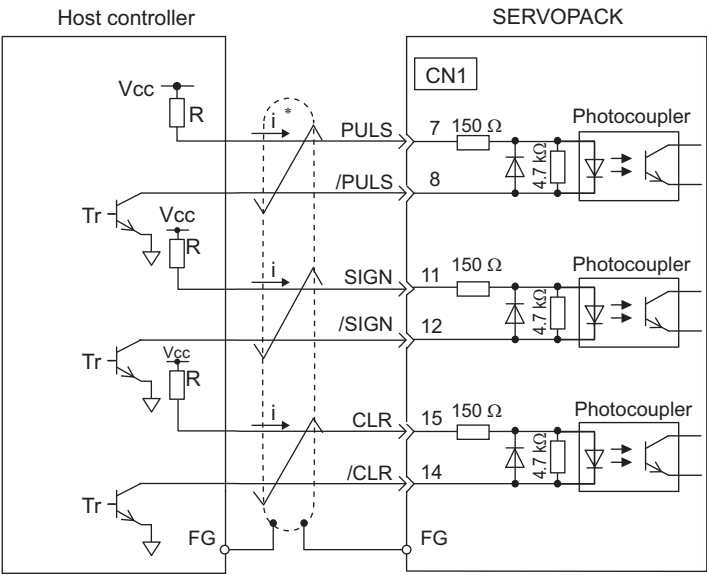 Host controller
SERVOPACK
CN1
Vcc
R
i
*
PULS
7
150 Ω
4.7 kΩ
Photocoupler
/PULS
8
Tr
Vcc
R
i
SIGN
11
150 Ω
4.7 kΩ
Photocoupler
/SIGN
12
Tr
Vcc
R
i
CLR
15
150 Ω
4.7 kΩ
Photocoupler
/CLR
14
Tr
FG
FG